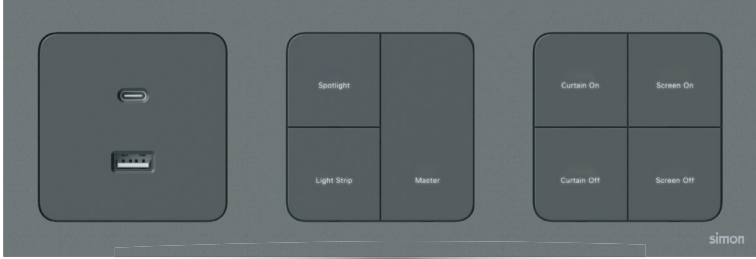 Spotlight
Light Strip
Master
Curtain On
Screen On
Curtain Off
Screen Off
simon